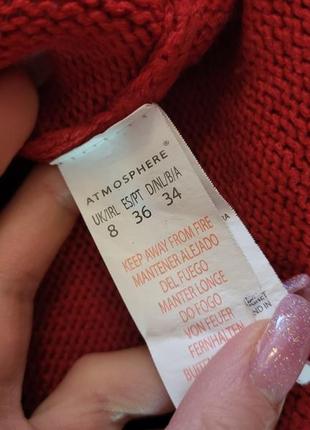 ATMOSPHERE®
UK/IRL ES/PT D/NL/B/A
8 36 34
KEEP AWAY FROM FIRE
MANTENER ALEJADO
DEL FUEGO
MANTER LONGE
DO FOGO
VON FEUER
FERNHALTEN